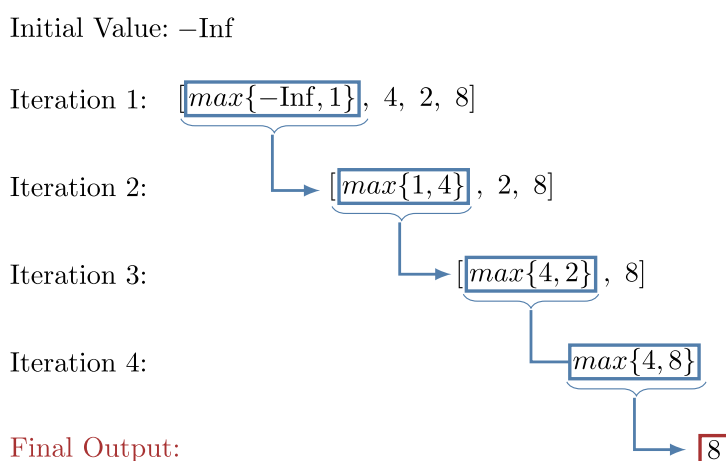 Initial Value: −Inf
Iteration 1: [max{−Inf, 1}, 4, 2, 8]
Iteration 2: [max{1, 4}, 2, 8]
Iteration 3: [max{4, 2}, 8]
Iteration 4: max{4, 8}
Final Output: 8